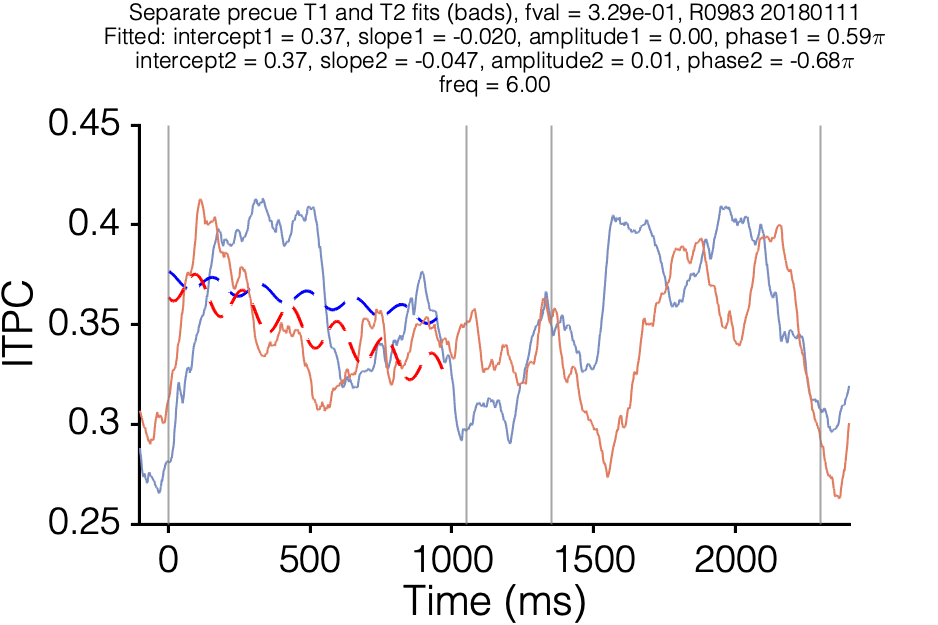 Separate precue T1 and T2 fits (bads), fval = 3.29e-01, R0983 20180111
Fitted: intercept1 = 0.37, slope1 = -0.020, amplitude1 = 0.00, phase1 = 0.59π
intercept2 = 0.37, slope2 = -0.047, amplitude2 = 0.01, phase2 = -0.68π
freq = 6.00
0.45
0.4
0.35
0.3
0.25
ITPC
0 500 1000 1500 2000
Time (ms)